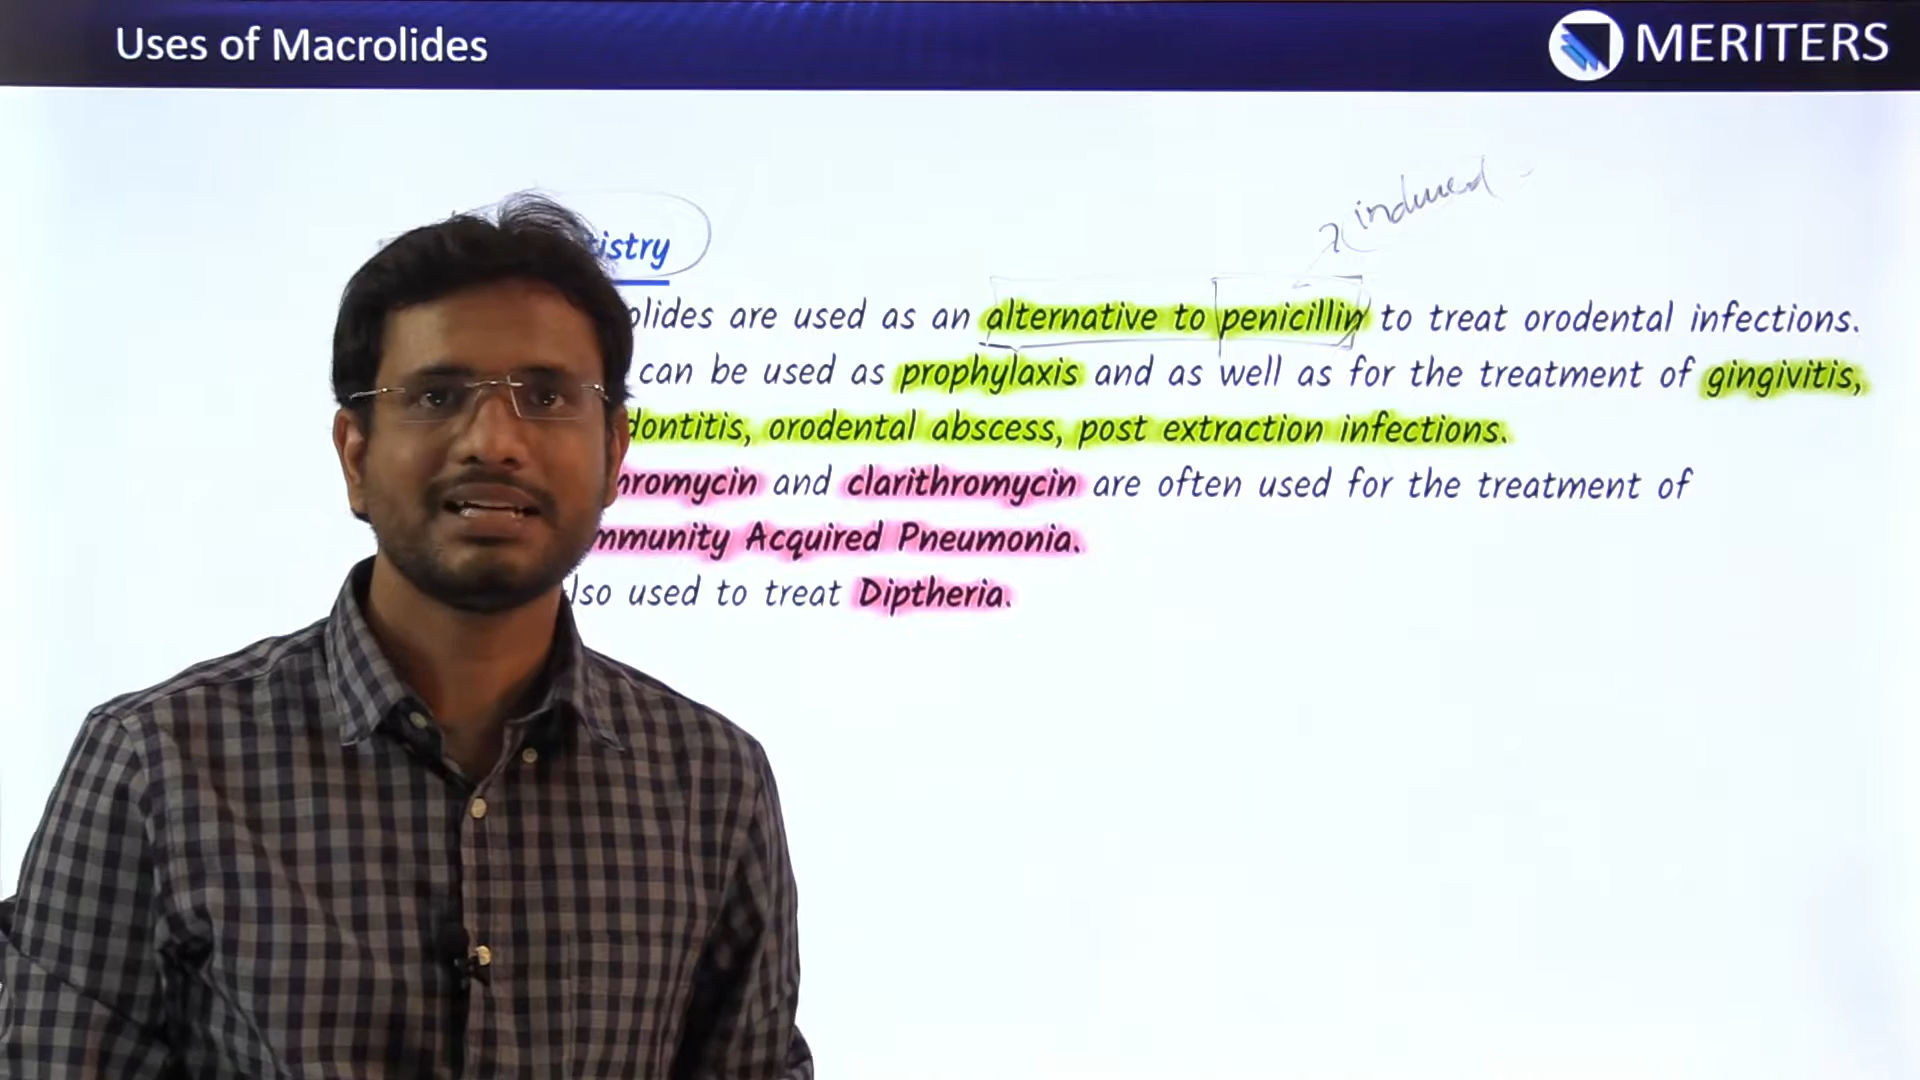 Uses of Macrolides
MERITERS
induced
istry
olides are used as an alternative to penicillin to treat orodental infections.
can be used as prophylaxis and as well as for the treatment of gingivitis,
dontitis, orodental abscess, post extraction infections.
hromycin and clarithromycin are often used for the treatment of
mmunity Acquired Pneumonia.
lso used to treat Diptheria.